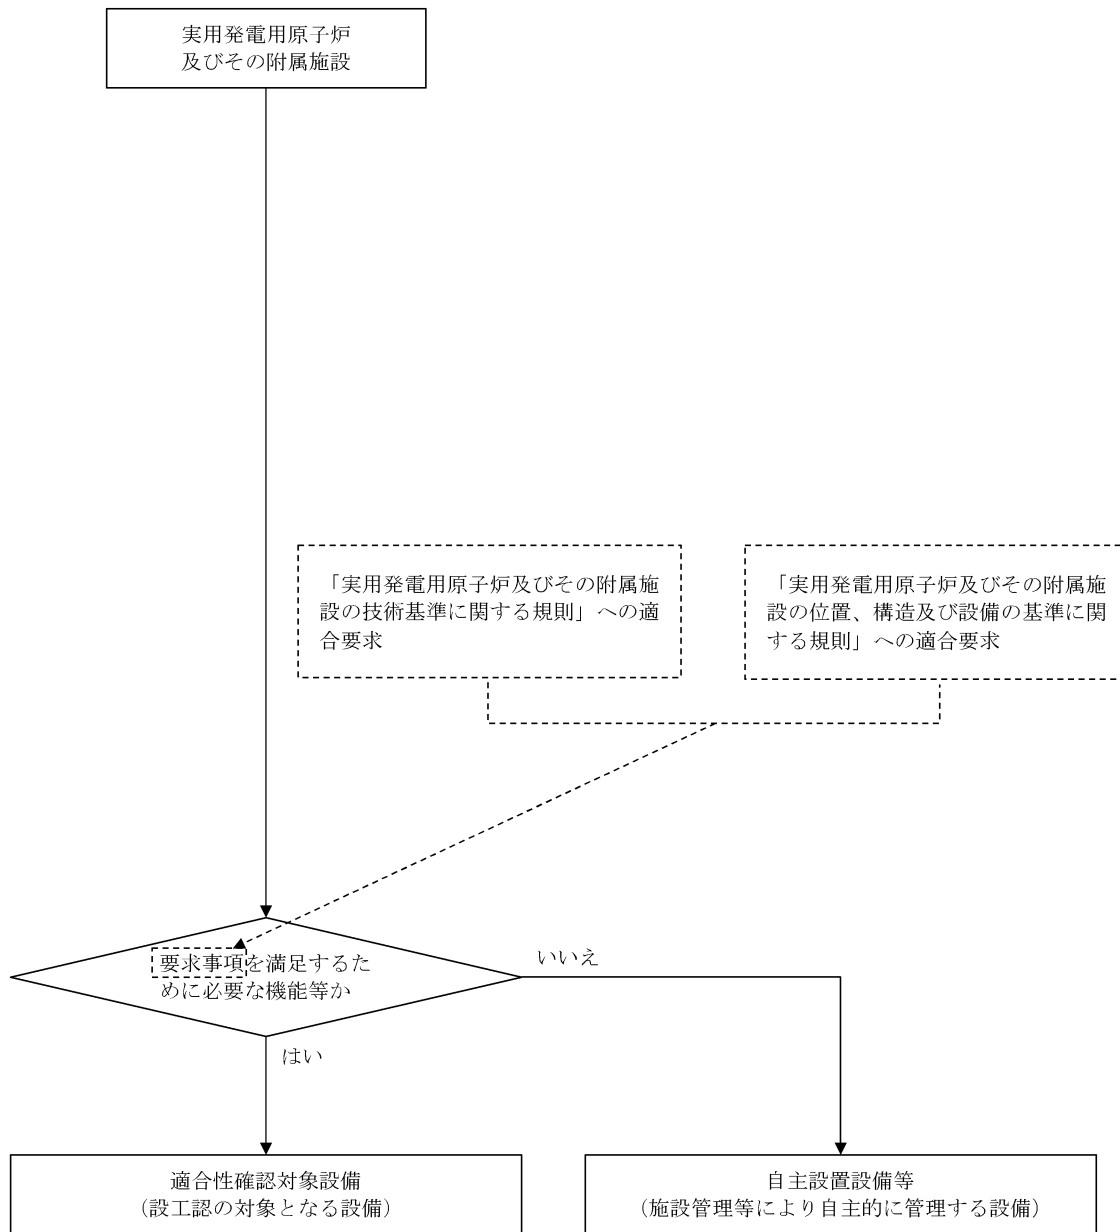 実用発電用原子炉
及びその附属施設
「実用発電用原子炉及びその附属施
設の技術基準に関する規則」への適
合要求
「実用発電用原子炉及びその附属施
設の位置、構造及び設備の基準に関
する規則」への適合要求
要求事項を満足するた
めに必要な機能等か
いいえ
はい
適合性確認対象設備
（設工認の対象となる設備）
自主設置設備等
（施設管理等により自主的に管理する設備）